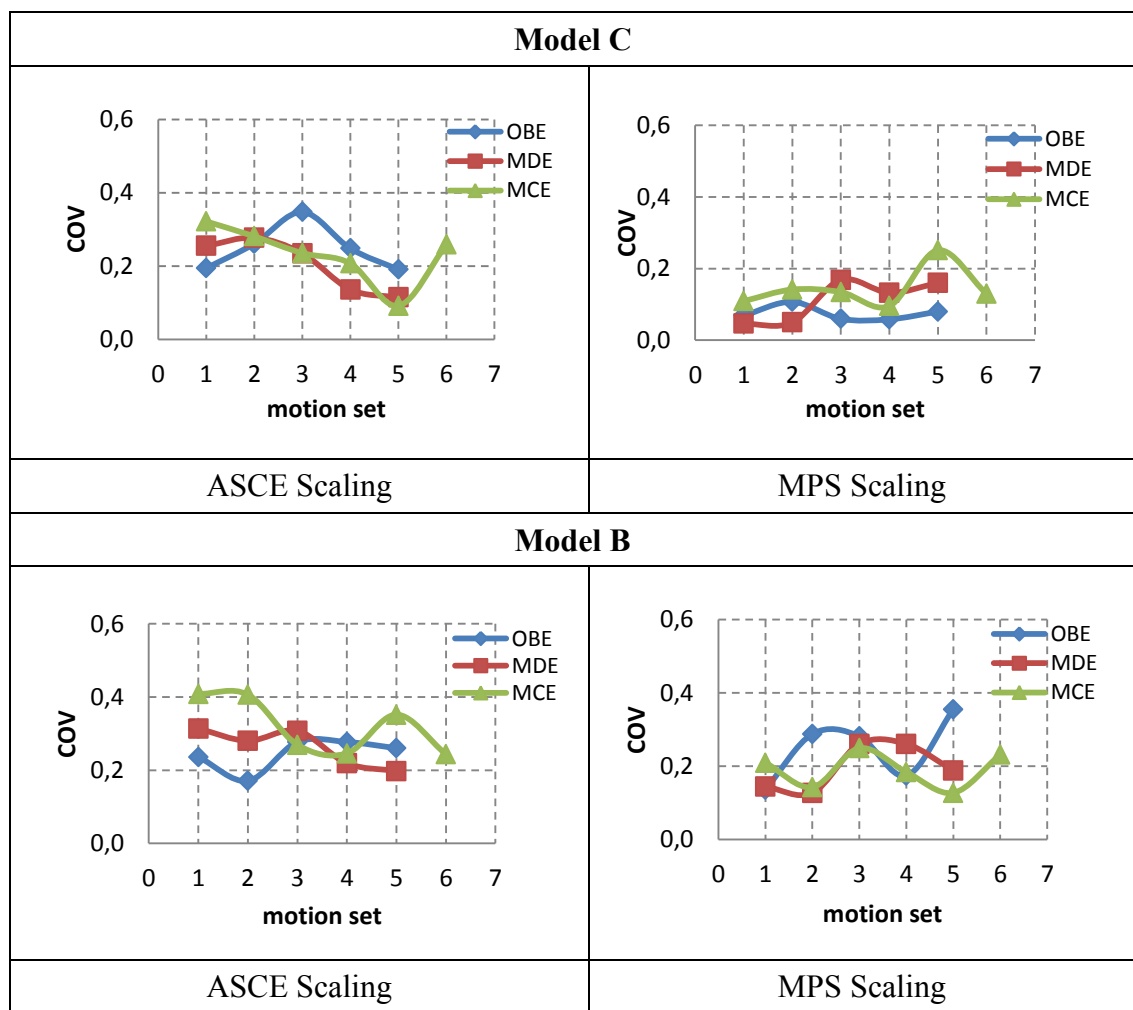 Model C
0,6
0,4
0,2
0,0
COV
0 1 2 3 4 5 6 7
motion set
OBE
MDE
MCE
0,6
0,4
0,2
0,0
COV
0 1 2 3 4 5 6 7
motion set
OBE
MDE
MCE
ASCE Scaling
MPS Scaling
Model B
0,6
0,4
0,2
0,0
COV
0 1 2 3 4 5 6 7
motion set
OBE
MDE
MCE
0,6
0,4
0,2
0,0
COV
0 1 2 3 4 5 6 7
motion set
OBE
MDE
MCE
ASCE Scaling
MPS Scaling